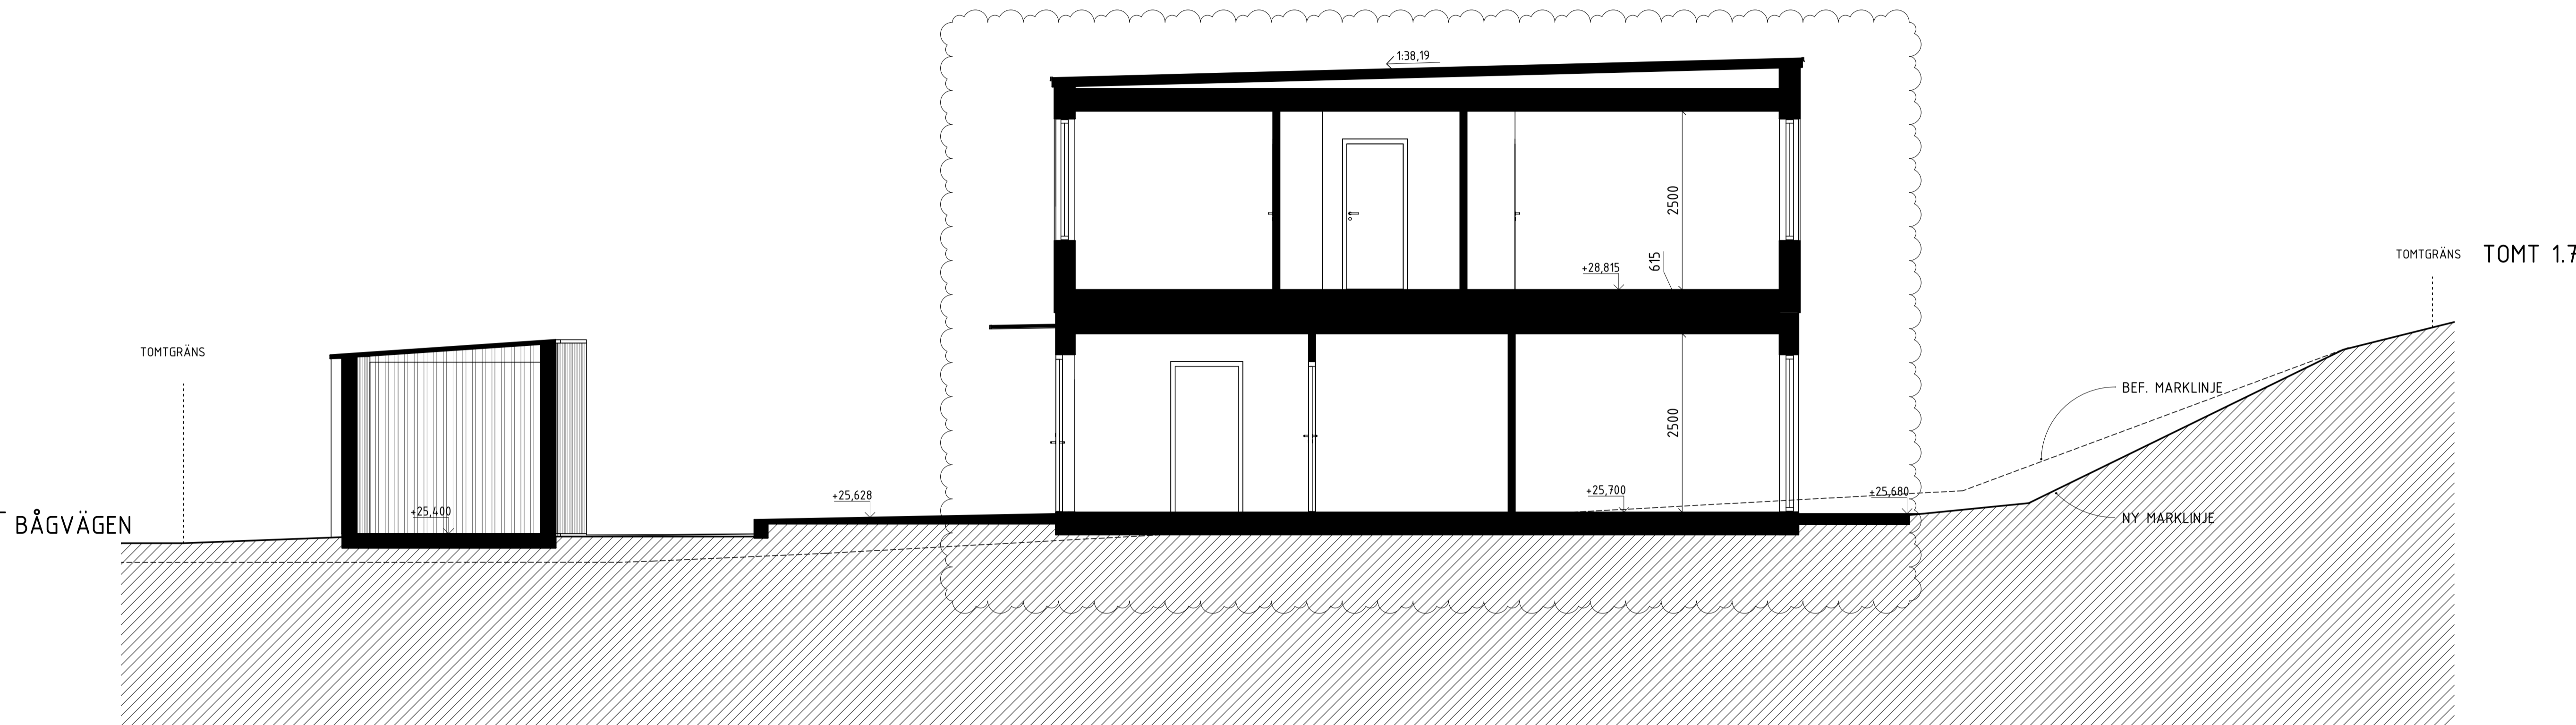 1:38,19
2500
615
+28,815
TOMTGRÄNS
TOMT 1.7
TOMTGRÄNS
BEF. MARKLINJE
2500
+25,628
+25,700
+25,680
+25,400
BÅGVÄGEN
NY MARKLINJE